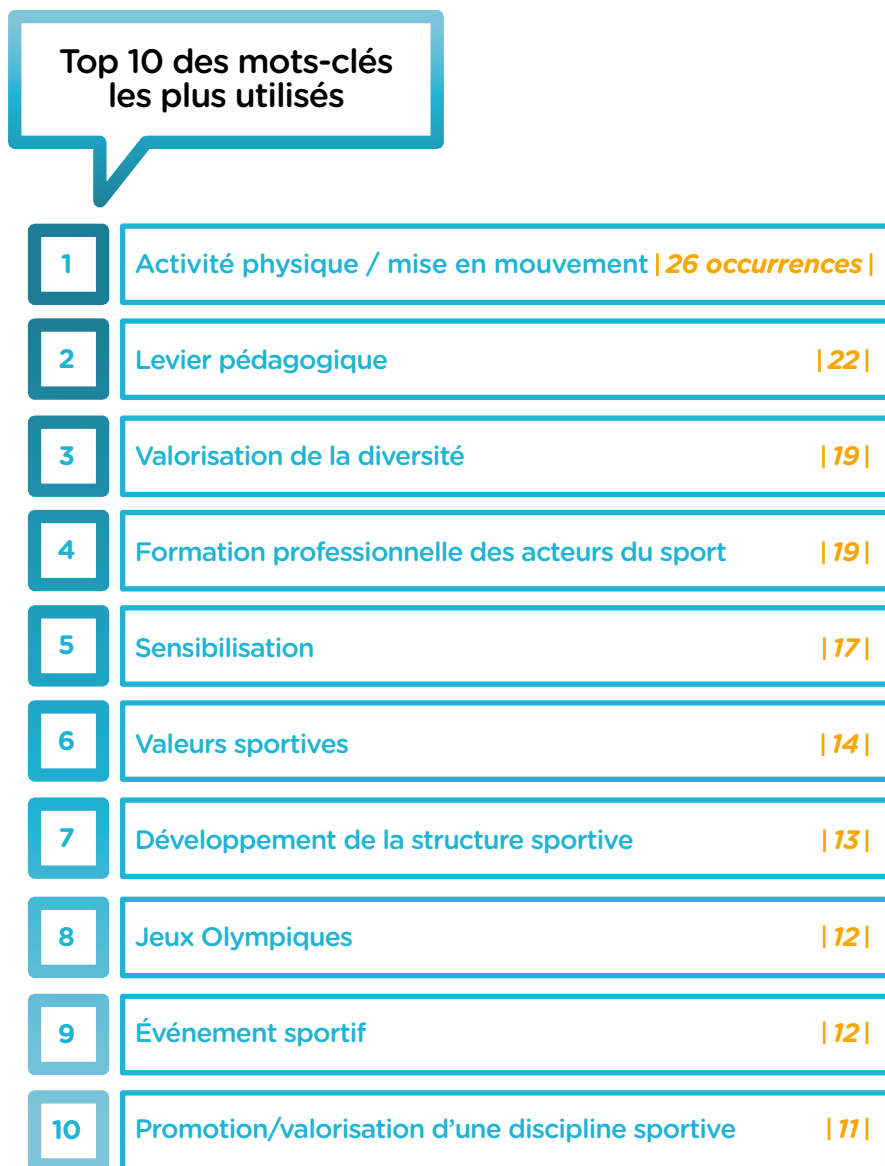 Top 10 des mots-clés
les plus utilisés
1 Activité physique / mise en mouvement | 26 occurrences |
2 Levier pédagogique | 22 |
3 Valorisation de la diversité | 19 |
4 Formation professionnelle des acteurs du sport | 19 |
5 Sensibilisation | 17 |
6 Valeurs sportives | 14 |
7 Développement de la structure sportive | 13 |
8 Jeux Olympiques | 12 |
9 Événement sportif | 12 |
10 Promotion/valorisation d’une discipline sportive | 11 |